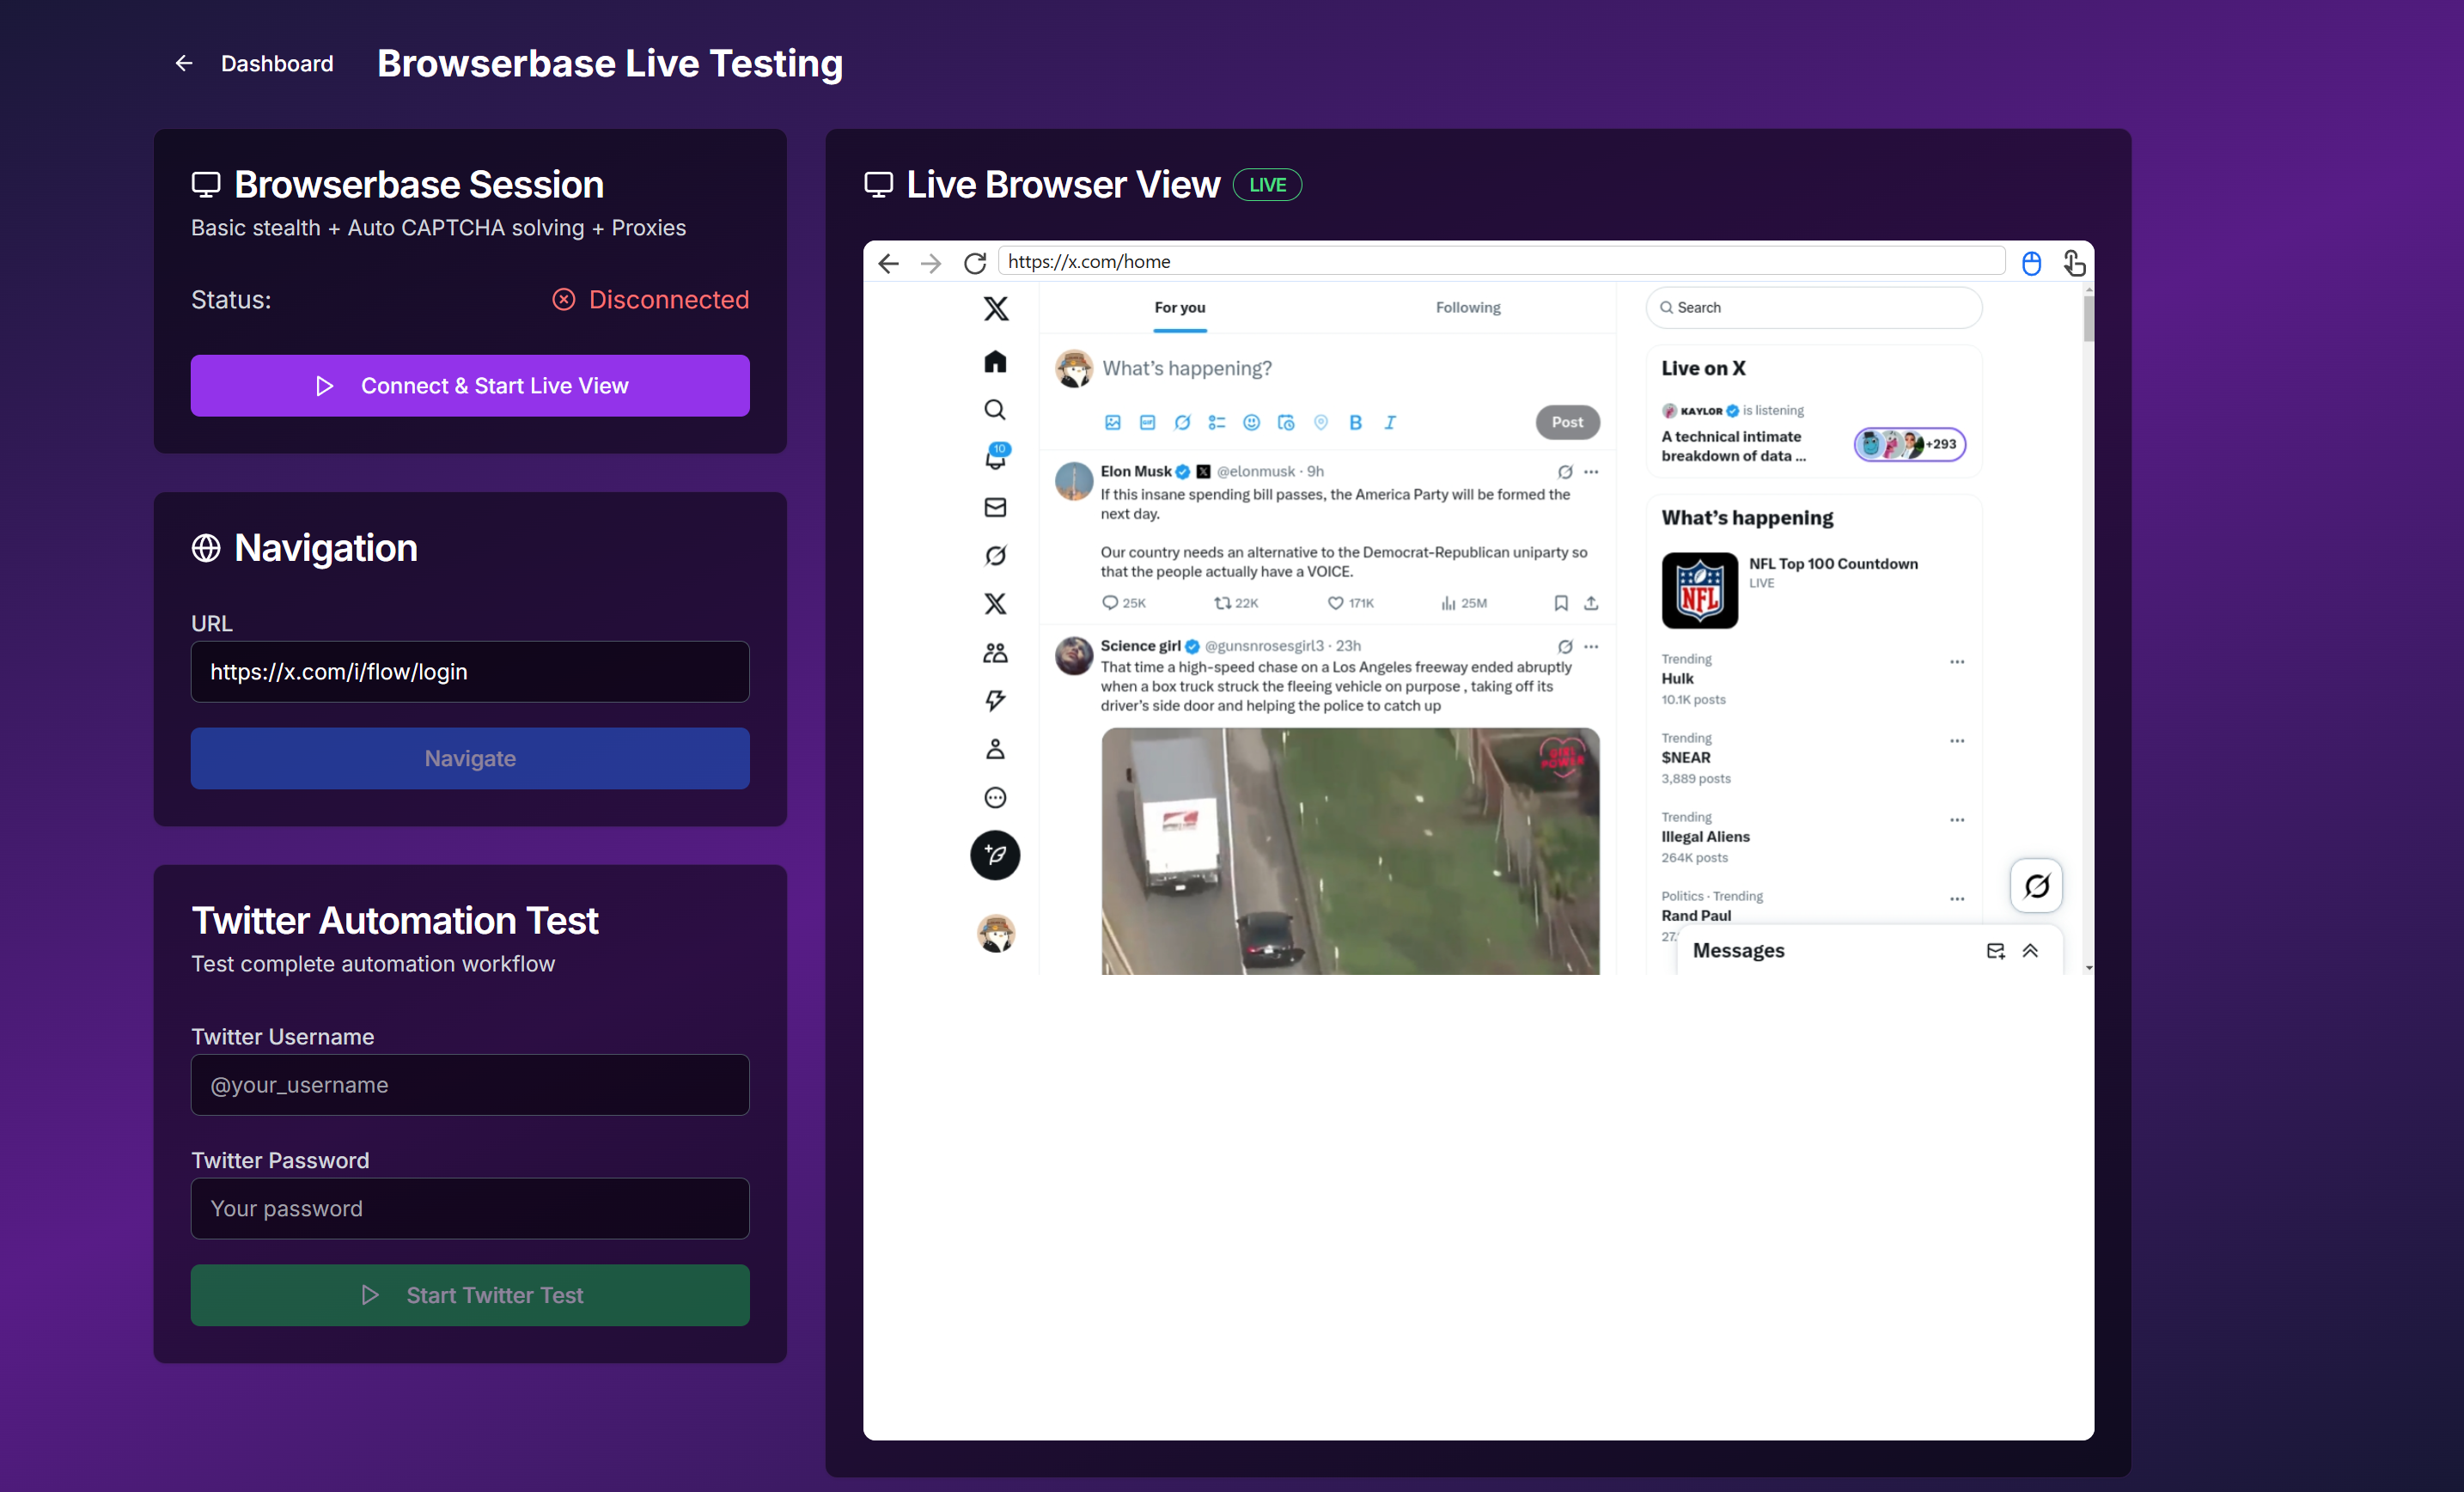 Dashboard
Browserbase Live Testing
Browserbase Session
Basic stealth + Auto CAPTCHA solving + Proxies
Status:
Disconnected
Connect & Start Live View
Navigation
URL
https://x.com/i/flow/login
Navigate
Twitter Automation Test
Test complete automation workflow
Twitter Username
@your_username
Twitter Password
Your password
Start Twitter Test
Live Browser View
LIVE
https://x.com/home
For you
Following
What's happening?
GIF
B
I
Post
10
Elon Musk @elonmusk · 9h
If this insane spending bill passes, the America Party will be formed the
next day.
Our country needs an alternative to the Democrat-Republican uniparty so
that the people actually have a VOICE.
25K
22K
171K
25M
Science girl @gunsnrosesgirl3 · 23h
That time a high-speed chase on a Los Angeles freeway ended abruptly
when a box truck struck the fleeing vehicle on purpose , taking off its
driver's side door and helping the police to catch up
GIRL
POWER
Search
Live on X
KAYLOR is listening
A technical intimate
breakdown of data ...
+293
What's happening
NFL
NFL Top 100 Countdown
LIVE
Trending
Hulk
10.1K posts
Trending
$NEAR
3,889 posts
Trending
Illegal Aliens
264K posts
Politics · Trending
Rand Paul
27.
Messages